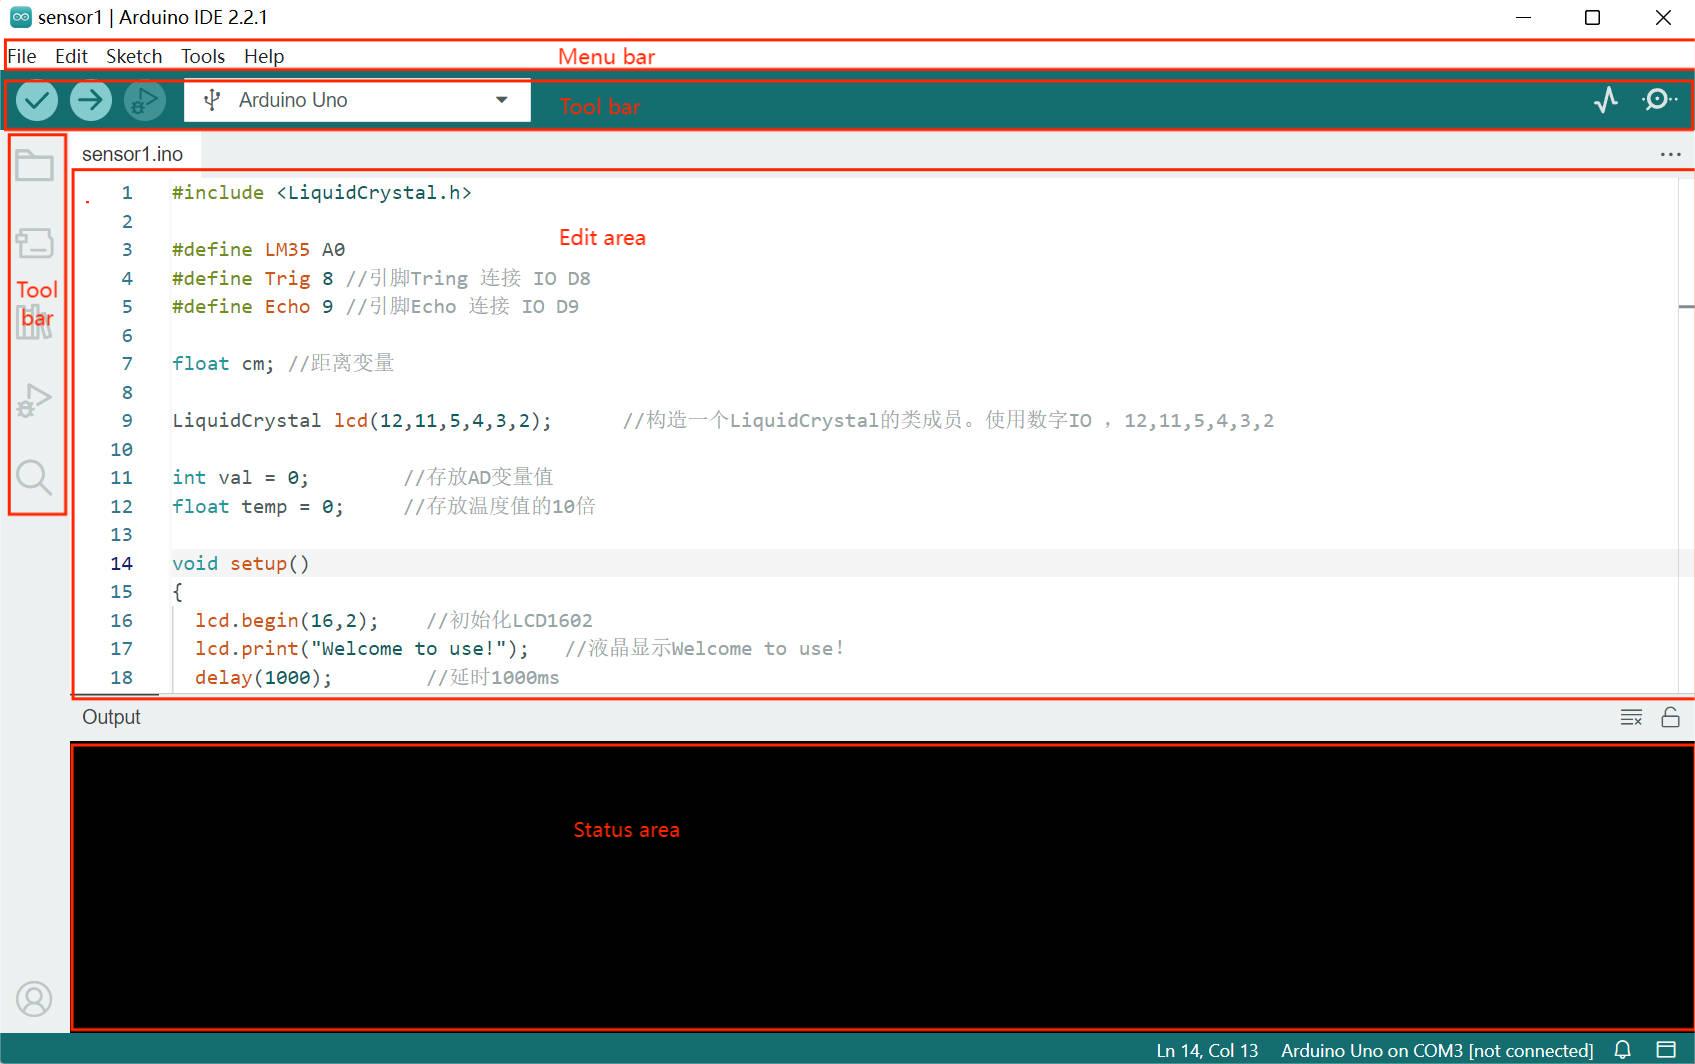 sensor1 | Arduino IDE 2.2.1
File Edit Sketch Tools Help Menu bar
Arduino Uno Tool bar
sensor1.ino
Tool
bar
1 #include <LiquidCrystal.h>
2
Edit area
3 #define LM35 A0
4 #define Trig 8 //引脚Tring 连接 IO D8
5 #define Echo 9 //引脚Echo 连接 IO D9
6
7 float cm; //距离变量
8
9 LiquidCrystal lcd(12,11,5,4,3,2); //构造一个LiquidCrystal的类成员。使用数字IO ，12,11,5,4,3,2
10
11 int val = 0; //存放AD变量值
12 float temp = 0; //存放温度值的10倍
13
14 void setup()
15 {
16 lcd.begin(16,2); //初始化LCD1602
17 lcd.print("Welcome to use!"); //液晶显示Welcome to use！
18 delay(1000); //延时1000ms
Output
Status area
Ln 14, Col 13 Arduino Uno on COM3 [not connected]